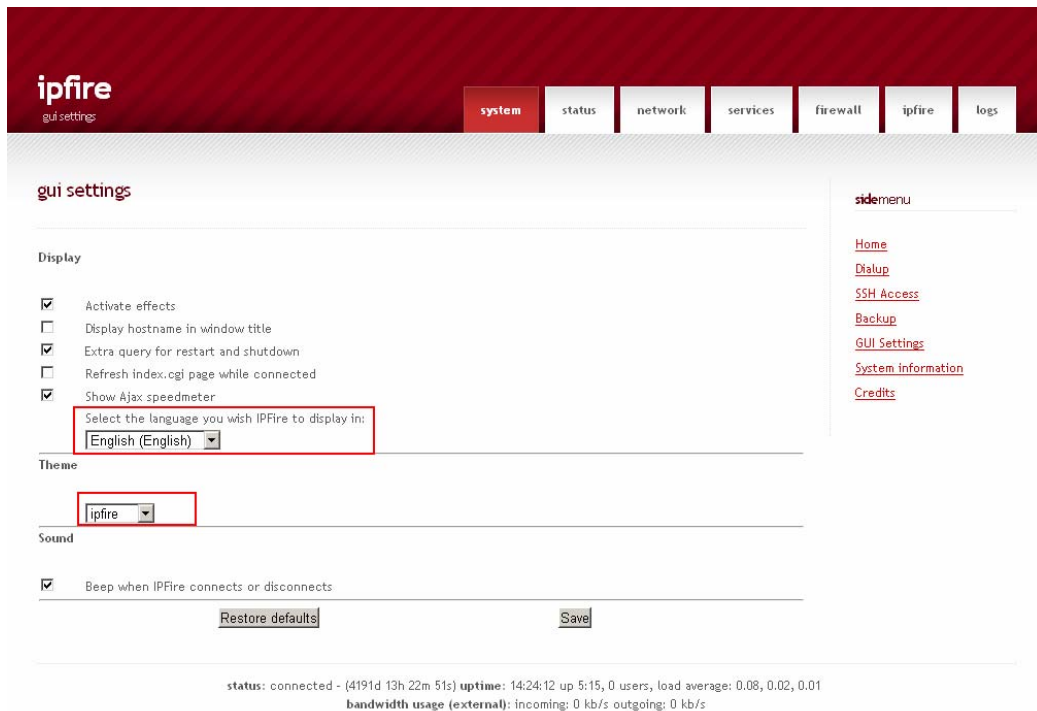 ipfire
gui settings
system status network services firewall ipfire logs
gui settings
Display
Activate effects
Display hostname in window title
Extra query for restart and shutdown
Refresh index.cgi page while connected
Show Ajax speedmeter
Select the language you wish IPFire to display in:
English (English)
Theme
ipfire
Sound
Beep when IPFire connects or disconnects
Restore defaults Save
sidemenu
Home
Dialup
SSH Access
Backup
GUI Settings
System information
Credits
status: connected - (4191d 13h 22m 51s) uptime: 14:24:12 up 5:15, 0 users, load average: 0.08, 0.02, 0.01
bandwidth usage (external): incoming: 0 kb/s outgoing: 0 kb/s